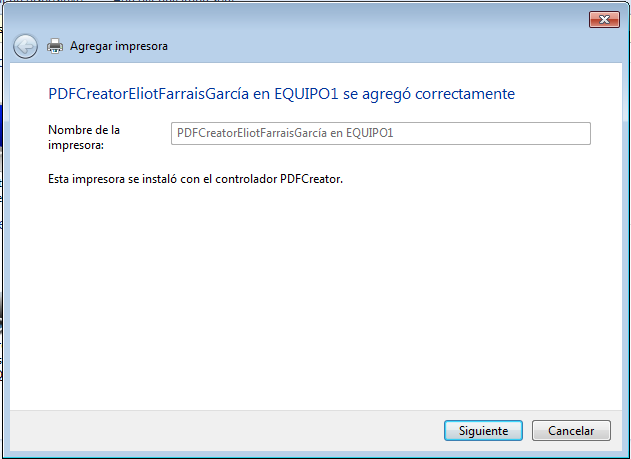 Agregar impresora
PDFCreatorEliotFarraisGarcía en EQUIPO1 se agregó correctamente
Nombre de la
impresora:
PDFCreatorEliotFarraisGarcía en EQUIPO1
Esta impresora se instaló con el controlador PDFCreator.
Siguiente
Cancelar